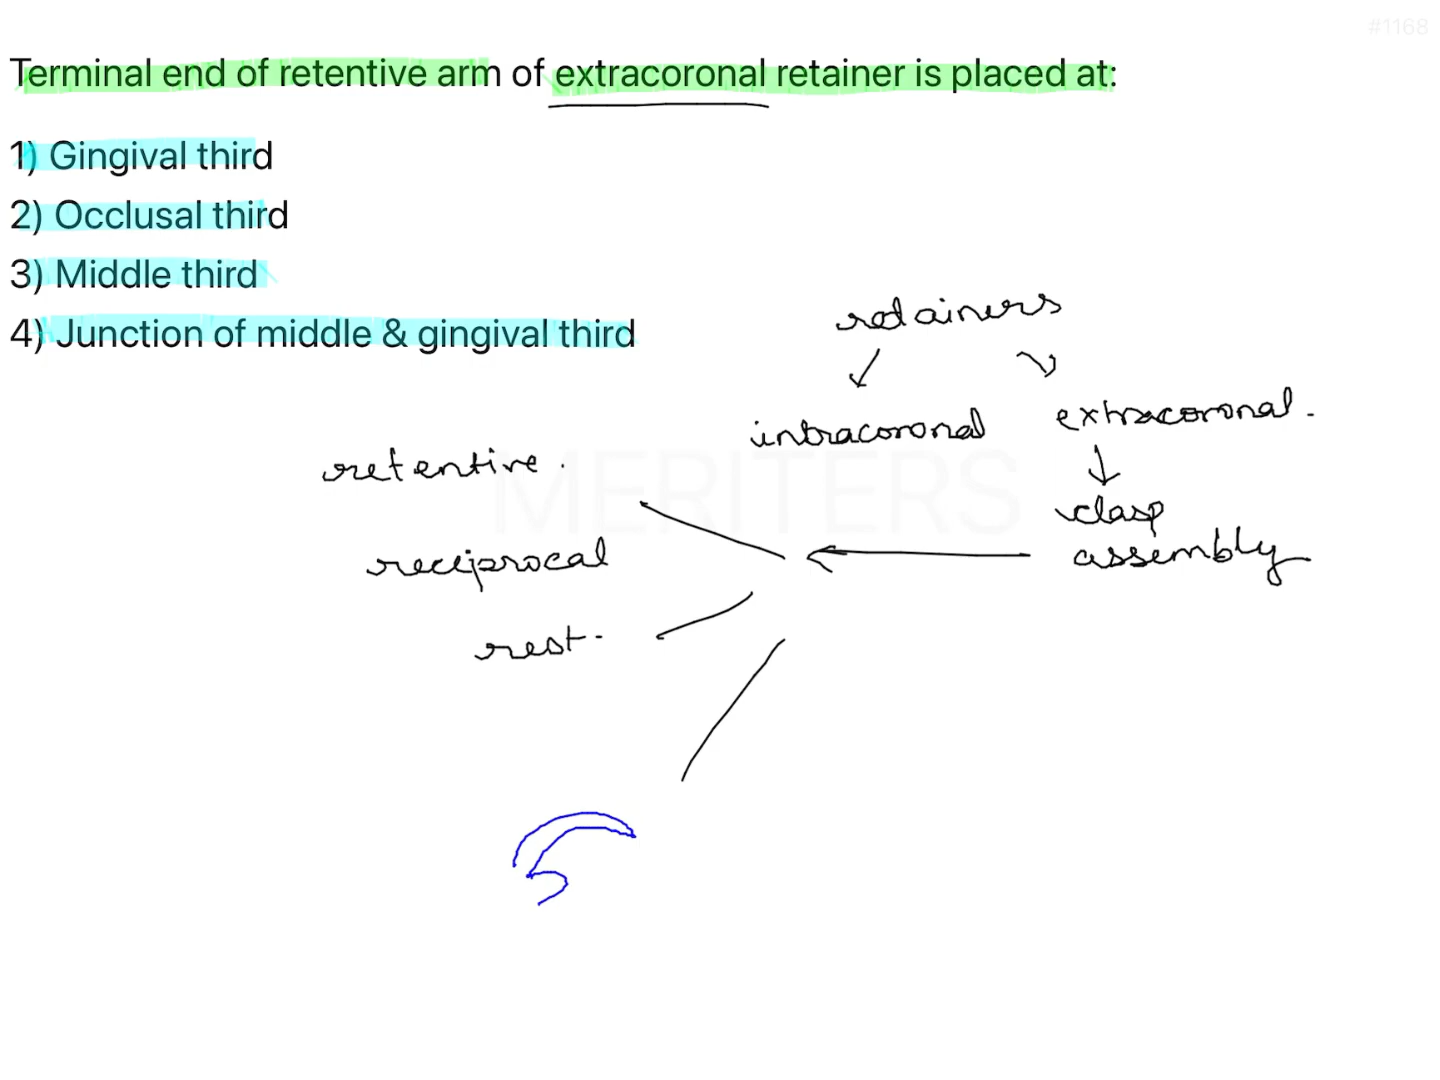 #1168
Terminal end of retentive arm of extracoronal retainer is placed at:
1) Gingival third
2) Occlusal third
3) Middle third
4) Junction of middle & gingival third
retainers
intracoronal
extracoronal.
retentive.
clasp
assembly
reciprocal
rest.
MERITERS